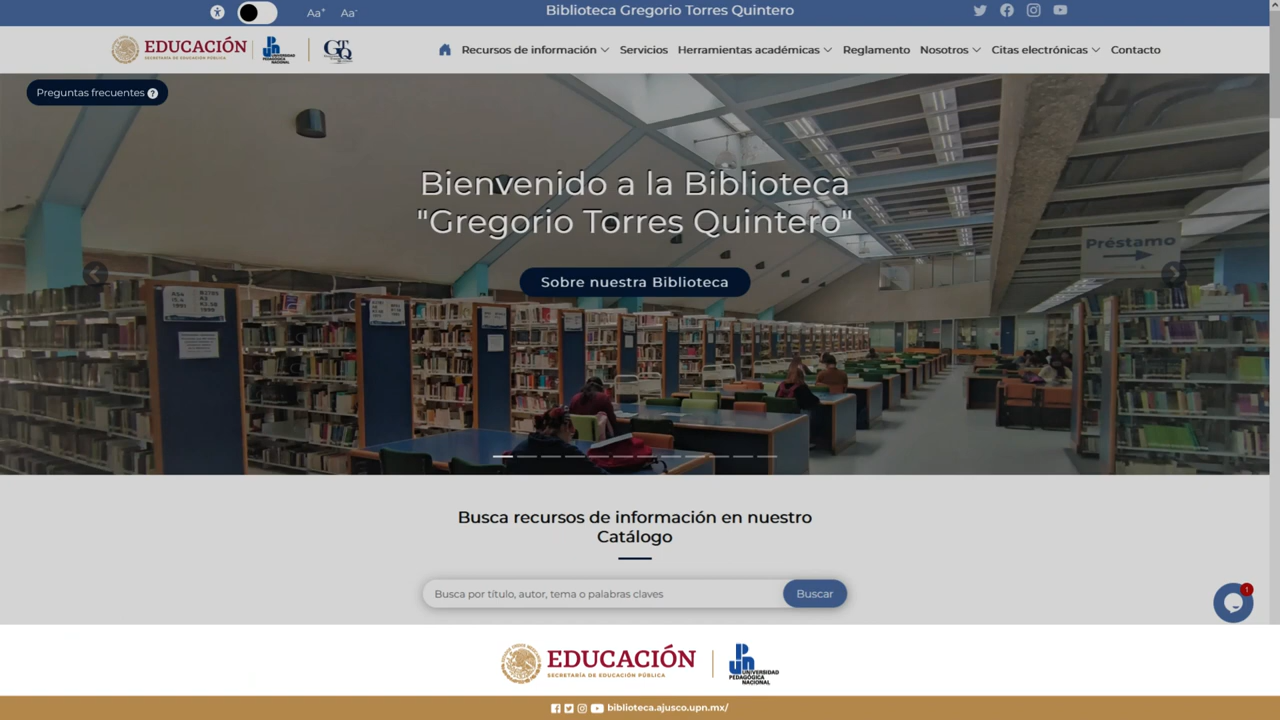 Aa+ Aa-
Biblioteca Gregorio Torres Quintero
EDUCACIÓN
SECRETARÍA DE EDUCACIÓN PÚBLICA
UNIVERSIDAD
PEDAGÓGICA
NACIONAL
GTQ
Recursos de información Servicios Herramientas académicas Reglamento Nosotros Citas electrónicas Contacto
Preguntas frecuentes ?
Bienvenido a la Biblioteca
"Gregorio Torres Quintero"
Préstamo
Sobre nuestra Biblioteca
Busca recursos de información en nuestro
Catálogo
Busca por título, autor, tema o palabras claves
Buscar
1
EDUCACIÓN
SECRETARÍA DE EDUCACIÓN PÚBLICA
UNIVERSIDAD
PEDAGÓGICA
NACIONAL
biblioteca.ajusco.upn.mx/